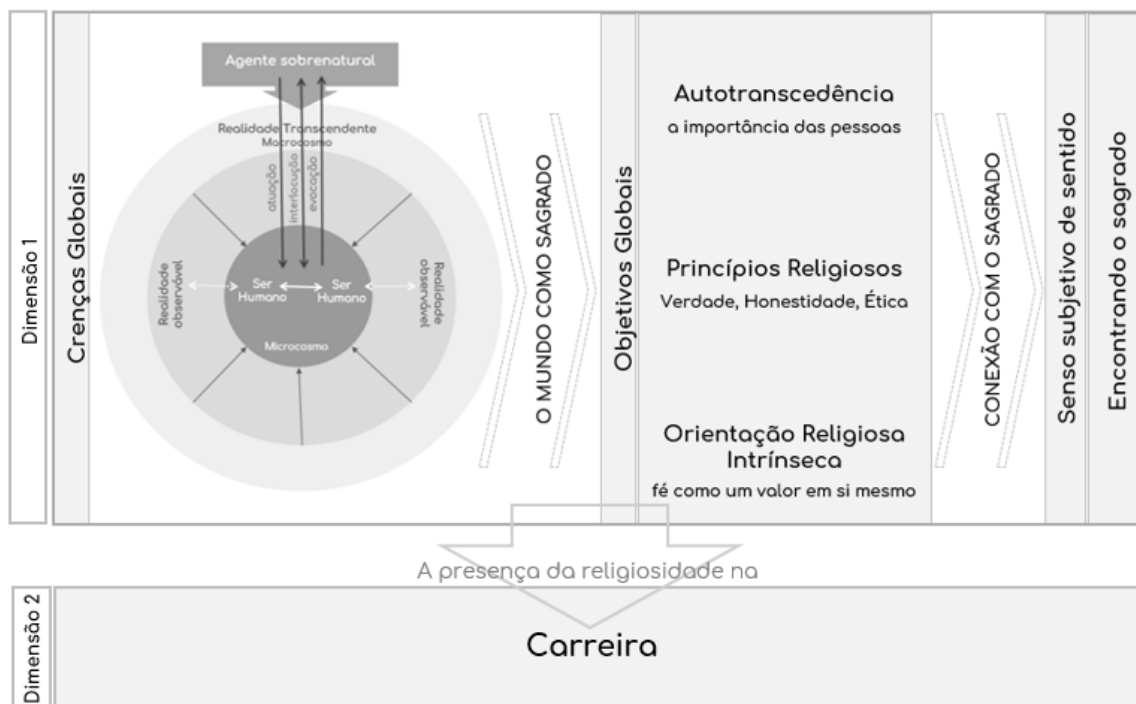 Dimensão 1
Crenças Globais
Agente sobrenatural
Realidade Transcendente
Macrocosmo
atuação
interlocução
evocação
Realidade
observável
Ser
Humano
Ser
Humano
Realidade
observável
Microcosmo
O MUNDO COMO SAGRADO
Objetivos Globais
Autotranscedência
a importância das pessoas
Princípios Religiosos
Verdade, Honestidade, Ética
Orientação Religiosa
Intrínseca
fé como um valor em si mesmo
CONEXÃO COM O SAGRADO
Senso subjetivo de sentido
Encontrando o sagrado
A presença da religiosidade na
Dimensão 2
Carreira